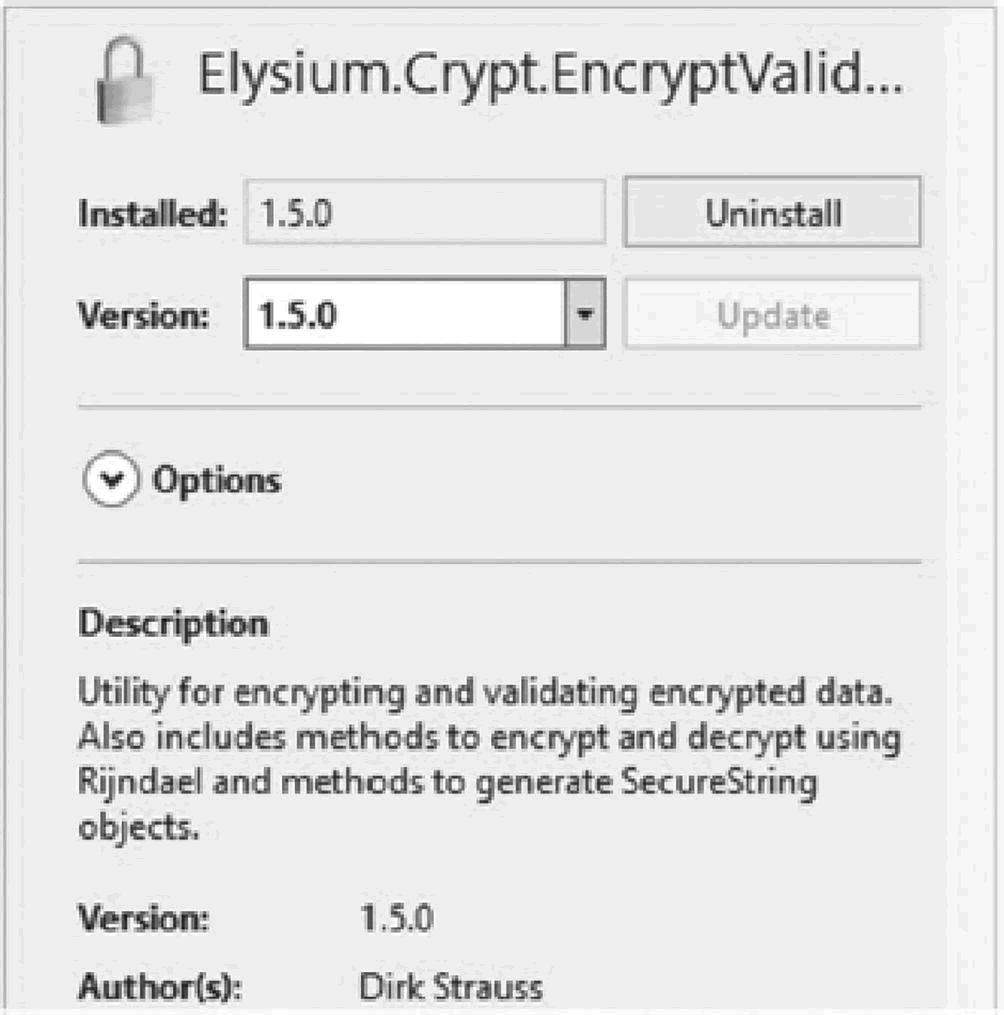 Elysium.Crypt.EncryptValid...
Installed: 1.5.0 Uninstall
Version: 1.5.0 Update
Options
Description
Utility for encrypting and validating encrypted data.
Also includes methods to encrypt and decrypt using
Rijndael and methods to generate SecureString
objects.
Version: 1.5.0
Author(s): Dirk Strauss